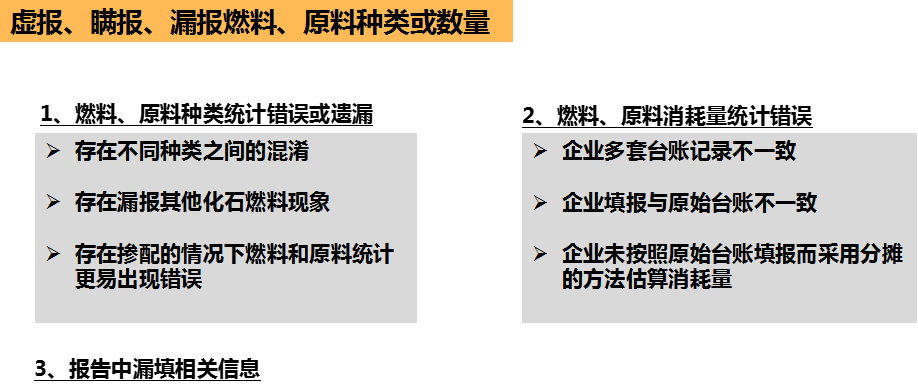 虚报、瞒报、漏报燃料、原料种类或数量
1、燃料、原料种类统计错误或遗漏
➢ 存在不同种类之间的混淆
➢ 存在漏报其他化石燃料现象
➢ 存在掺配的情况下燃料和原料统计
更易出现错误
2、燃料、原料消耗量统计错误
➢ 企业多套台账记录不一致
➢ 企业填报与原始台账不一致
➢ 企业未按照原始台账填报而采用分摊
的方法估算消耗量
3、报告中漏填相关信息